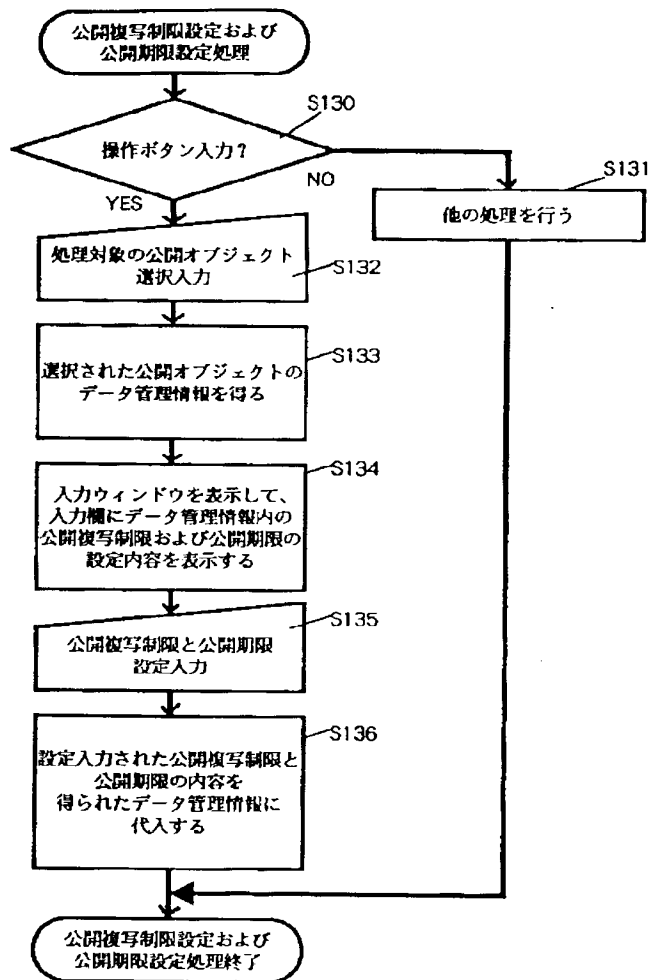 公開複写制限設定および
公開期限設定処理
S130
操作ボタン入力？
YES
NO
S131
他の処理を行う
処理対象の公開オブジェクト
選択入力
S132
S133
選択された公開オブジェクトの
データ管理情報を得る
S134
入力ウィンドウを表示して、
入力欄にデータ管理情報内の
公開複写制限および公開期限の
設定内容を表示する
S135
公開複写制限と公開期限
設定入力
S136
設定入力された公開複写制限と
公開期限の内容を
得られたデータ管理情報に
代入する
公開複写制限設定および
公開期限設定処理終了